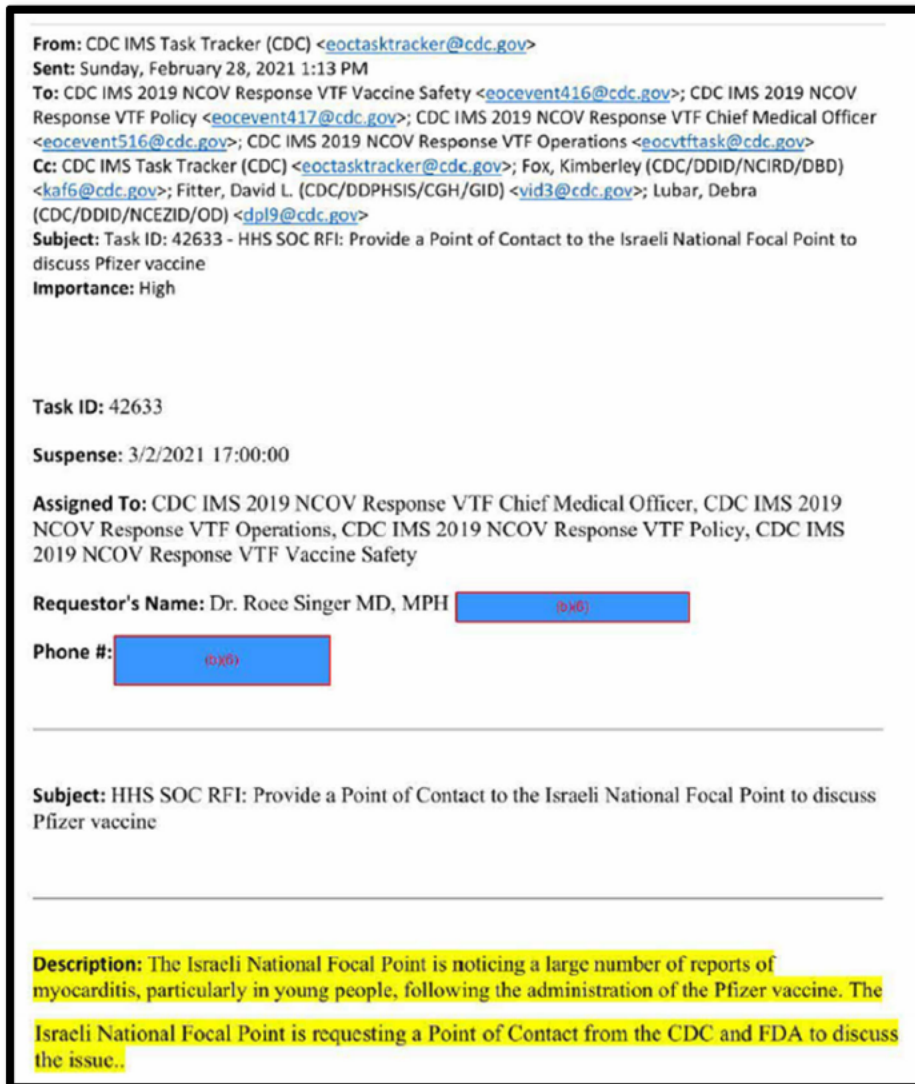 From: CDC IMS Task Tracker (CDC) <eoctasktracker@cdc.gov>
Sent: Sunday, February 28, 2021 1:13 PM
To: CDC IMS 2019 NCOV Response VTF Vaccine Safety <eocevent416@cdc.gov>; CDC IMS 2019 NCOV
Response VTF Policy <eocevent417@cdc.gov>; CDC IMS 2019 NCOV Response VTF Chief Medical Officer
<eocevent516@cdc.gov>; CDC IMS 2019 NCOV Response VTF Operations <eocvtftask@cdc.gov>
Cc: CDC IMS Task Tracker (CDC) <eoctasktracker@cdc.gov>; Fox, Kimberley (CDC/DDID/NCIRD/DBD)
<kaf6@cdc.gov>; Fitter, David L. (CDC/DDPHSIS/CGH/GID) <vid3@cdc.gov>; Lubar, Debra
(CDC/DDID/NCEZID/OD) <dpl9@cdc.gov>
Subject: Task ID: 42633 - HHS SOC RFI: Provide a Point of Contact to the Israeli National Focal Point to
discuss Pfizer vaccine
Importance: High
Task ID: 42633
Suspense: 3/2/2021 17:00:00
Assigned To: CDC IMS 2019 NCOV Response VTF Chief Medical Officer, CDC IMS 2019
NCOV Response VTF Operations, CDC IMS 2019 NCOV Response VTF Policy, CDC IMS
2019 NCOV Response VTF Vaccine Safety
Requestor's Name: Dr. Roee Singer MD, MPH (b)(6)
Phone #: (b)(6)
Subject: HHS SOC RFI: Provide a Point of Contact to the Israeli National Focal Point to discuss
Pfizer vaccine
Description: The Israeli National Focal Point is noticing a large number of reports of
myocarditis, particularly in young people, following the administration of the Pfizer vaccine. The
Israeli National Focal Point is requesting a Point of Contact from the CDC and FDA to discuss
the issue..